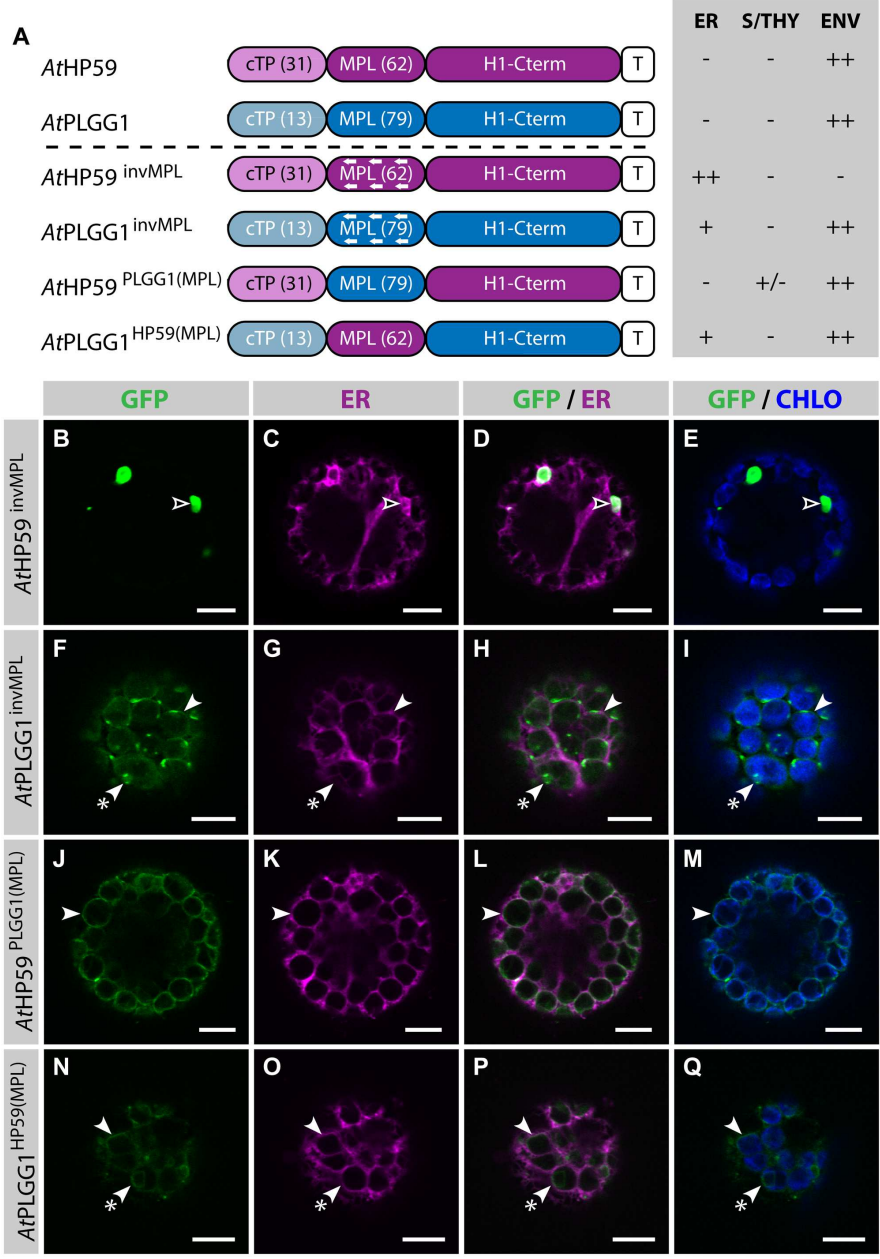 A
ER S/THY ENV
AtHP59 cTP (31) MPL (62) H1-Cterm T - - ++
AtPLGG1 cTP (13) MPL (79) H1-Cterm T - - ++
AtHP59 invMPL cTP (31) MPL (62) H1-Cterm T ++ - -
AtPLGG1 invMPL cTP (13) MPL (79) H1-Cterm T + - ++
AtHP59 PLGG1(MPL) cTP (31) MPL (79) H1-Cterm T - +/- ++
AtPLGG1 HP59(MPL) cTP (13) MPL (62) H1-Cterm T + - ++
GFP ER GFP / ER GFP / CHLO
AtHP59 invMPL
B C D E
AtPLGG1 invMPL
F G H I
* * * *
AtHP59 PLGG1(MPL)
J K L M
AtPLGG1 HP59(MPL)
N O P Q
* * * *